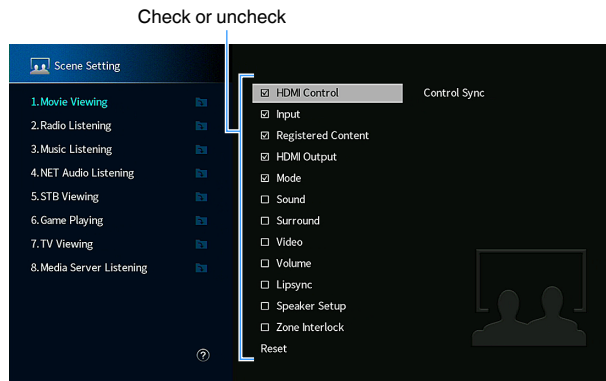 Check or uncheck
Scene Setting
1.Movie Viewing
2.Radio Listening
3.Music Listening
4.NET Audio Listening
5.STB Viewing
6.Game Playing
7.TV Viewing
8.Media Server Listening
?
HDMI Control
Control Sync
Input
Registered Content
HDMI Output
Mode
Sound
Surround
Video
Volume
Lipsync
Speaker Setup
Zone Interlock
Reset